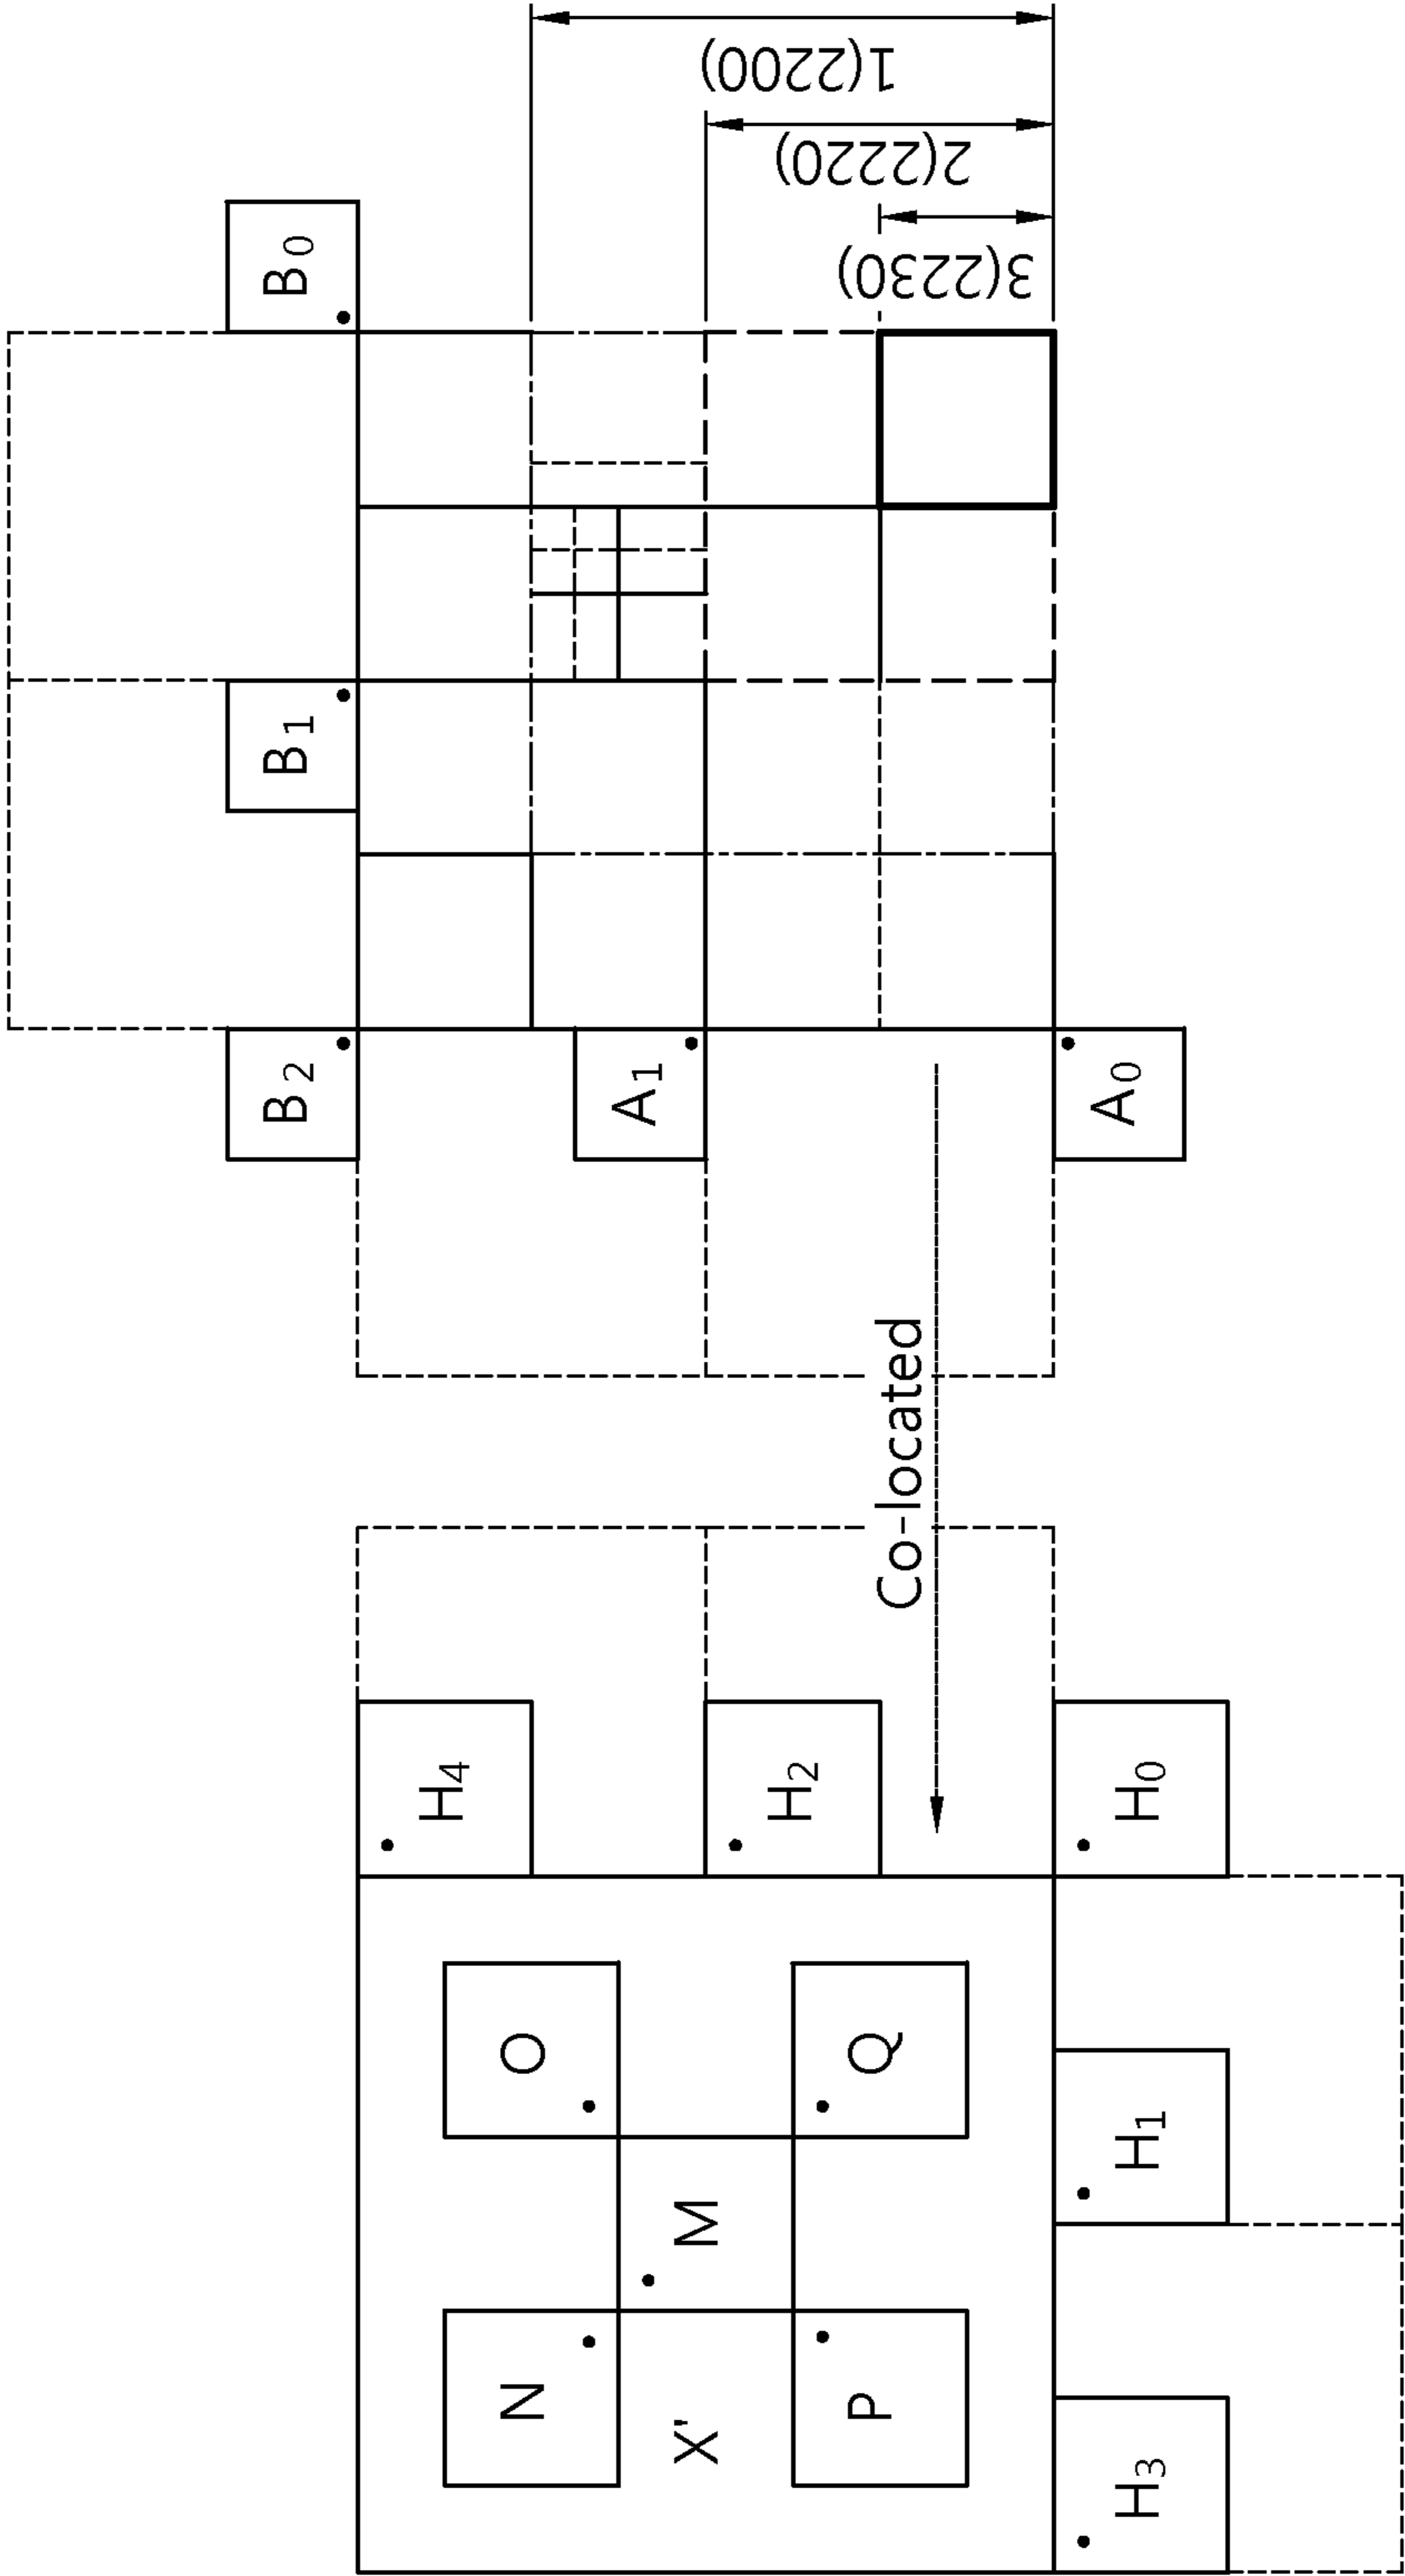 B0
B1
B2
A1
A0
1(2200)
2(2220)
3(2230)
Co-located
H4
H2
H0
O
Q
M
H1
N
X'
P
H3